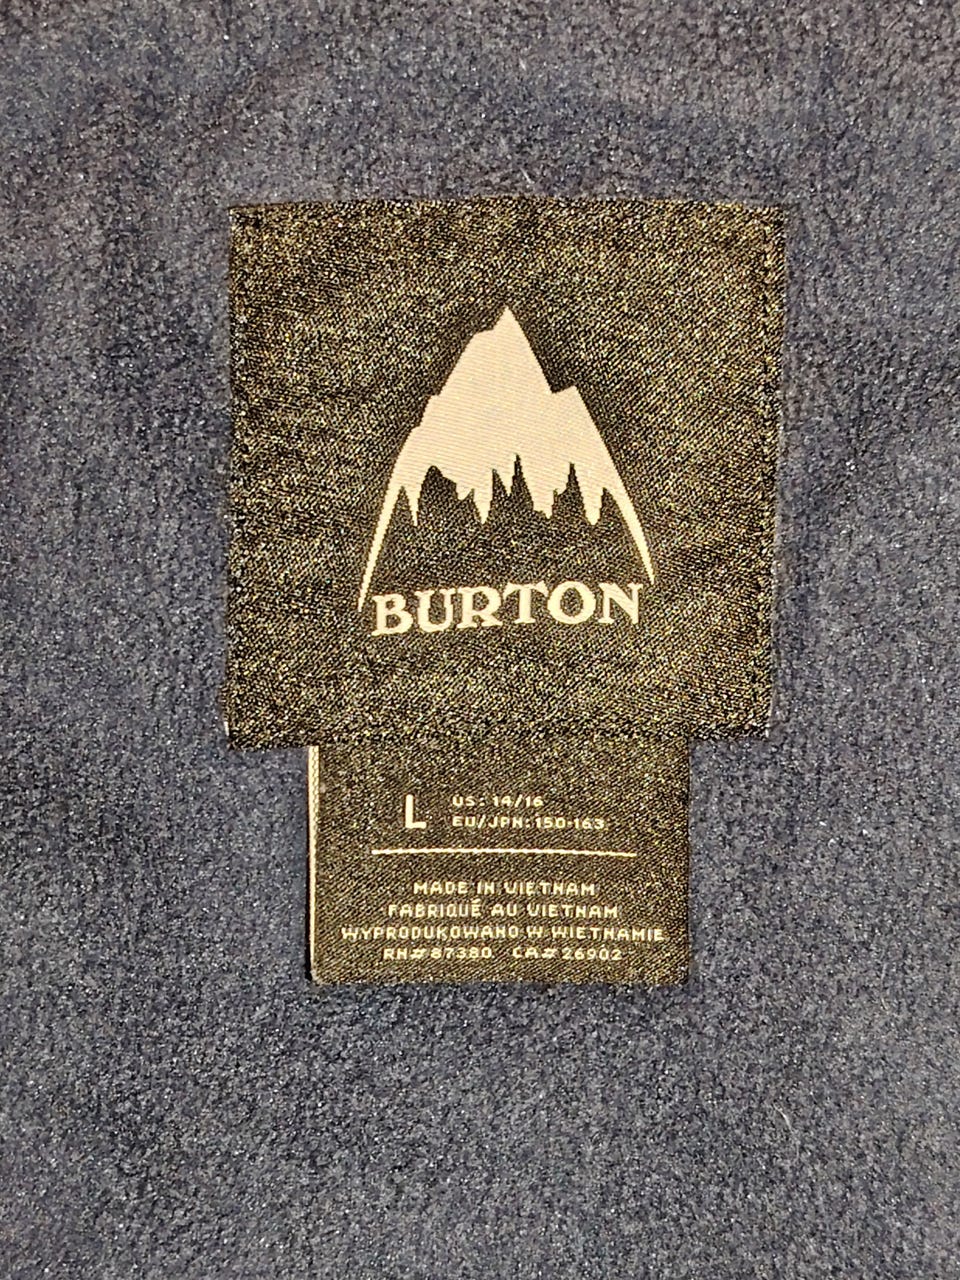 BURTON
L US: 14/16
EU/JPN: 150-163
MADE IN VIETNAM
FABRIQUÉ AU VIETNAM
WYPRODUKOWANO W WIETNAMIE
RN# 87380 CA# 26902